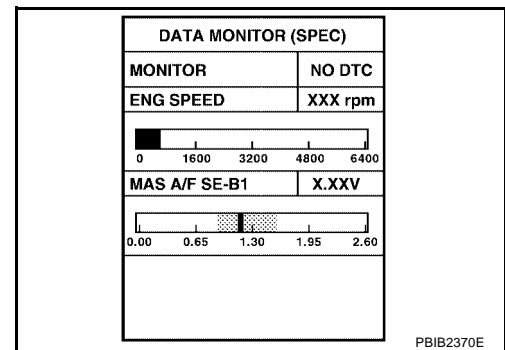 DATA MONITOR (SPEC)
MONITOR NO DTC
ENG SPEED XXX rpm
0 1600 3200 4800 6400
MAS A/F SE-B1 X.XXV
0.00 0.65 1.30 1.95 2.60
PBIB2370E